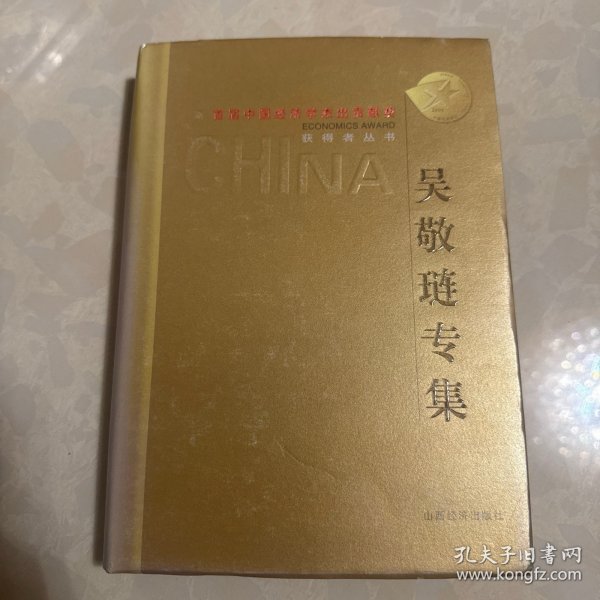 首届中国经济学杰出贡献奖
ECONOMICS AWARD
获得者丛书
CHINA
吴敬琏专集
山西经济出版社
孔夫子旧书网
www.kongfz.com